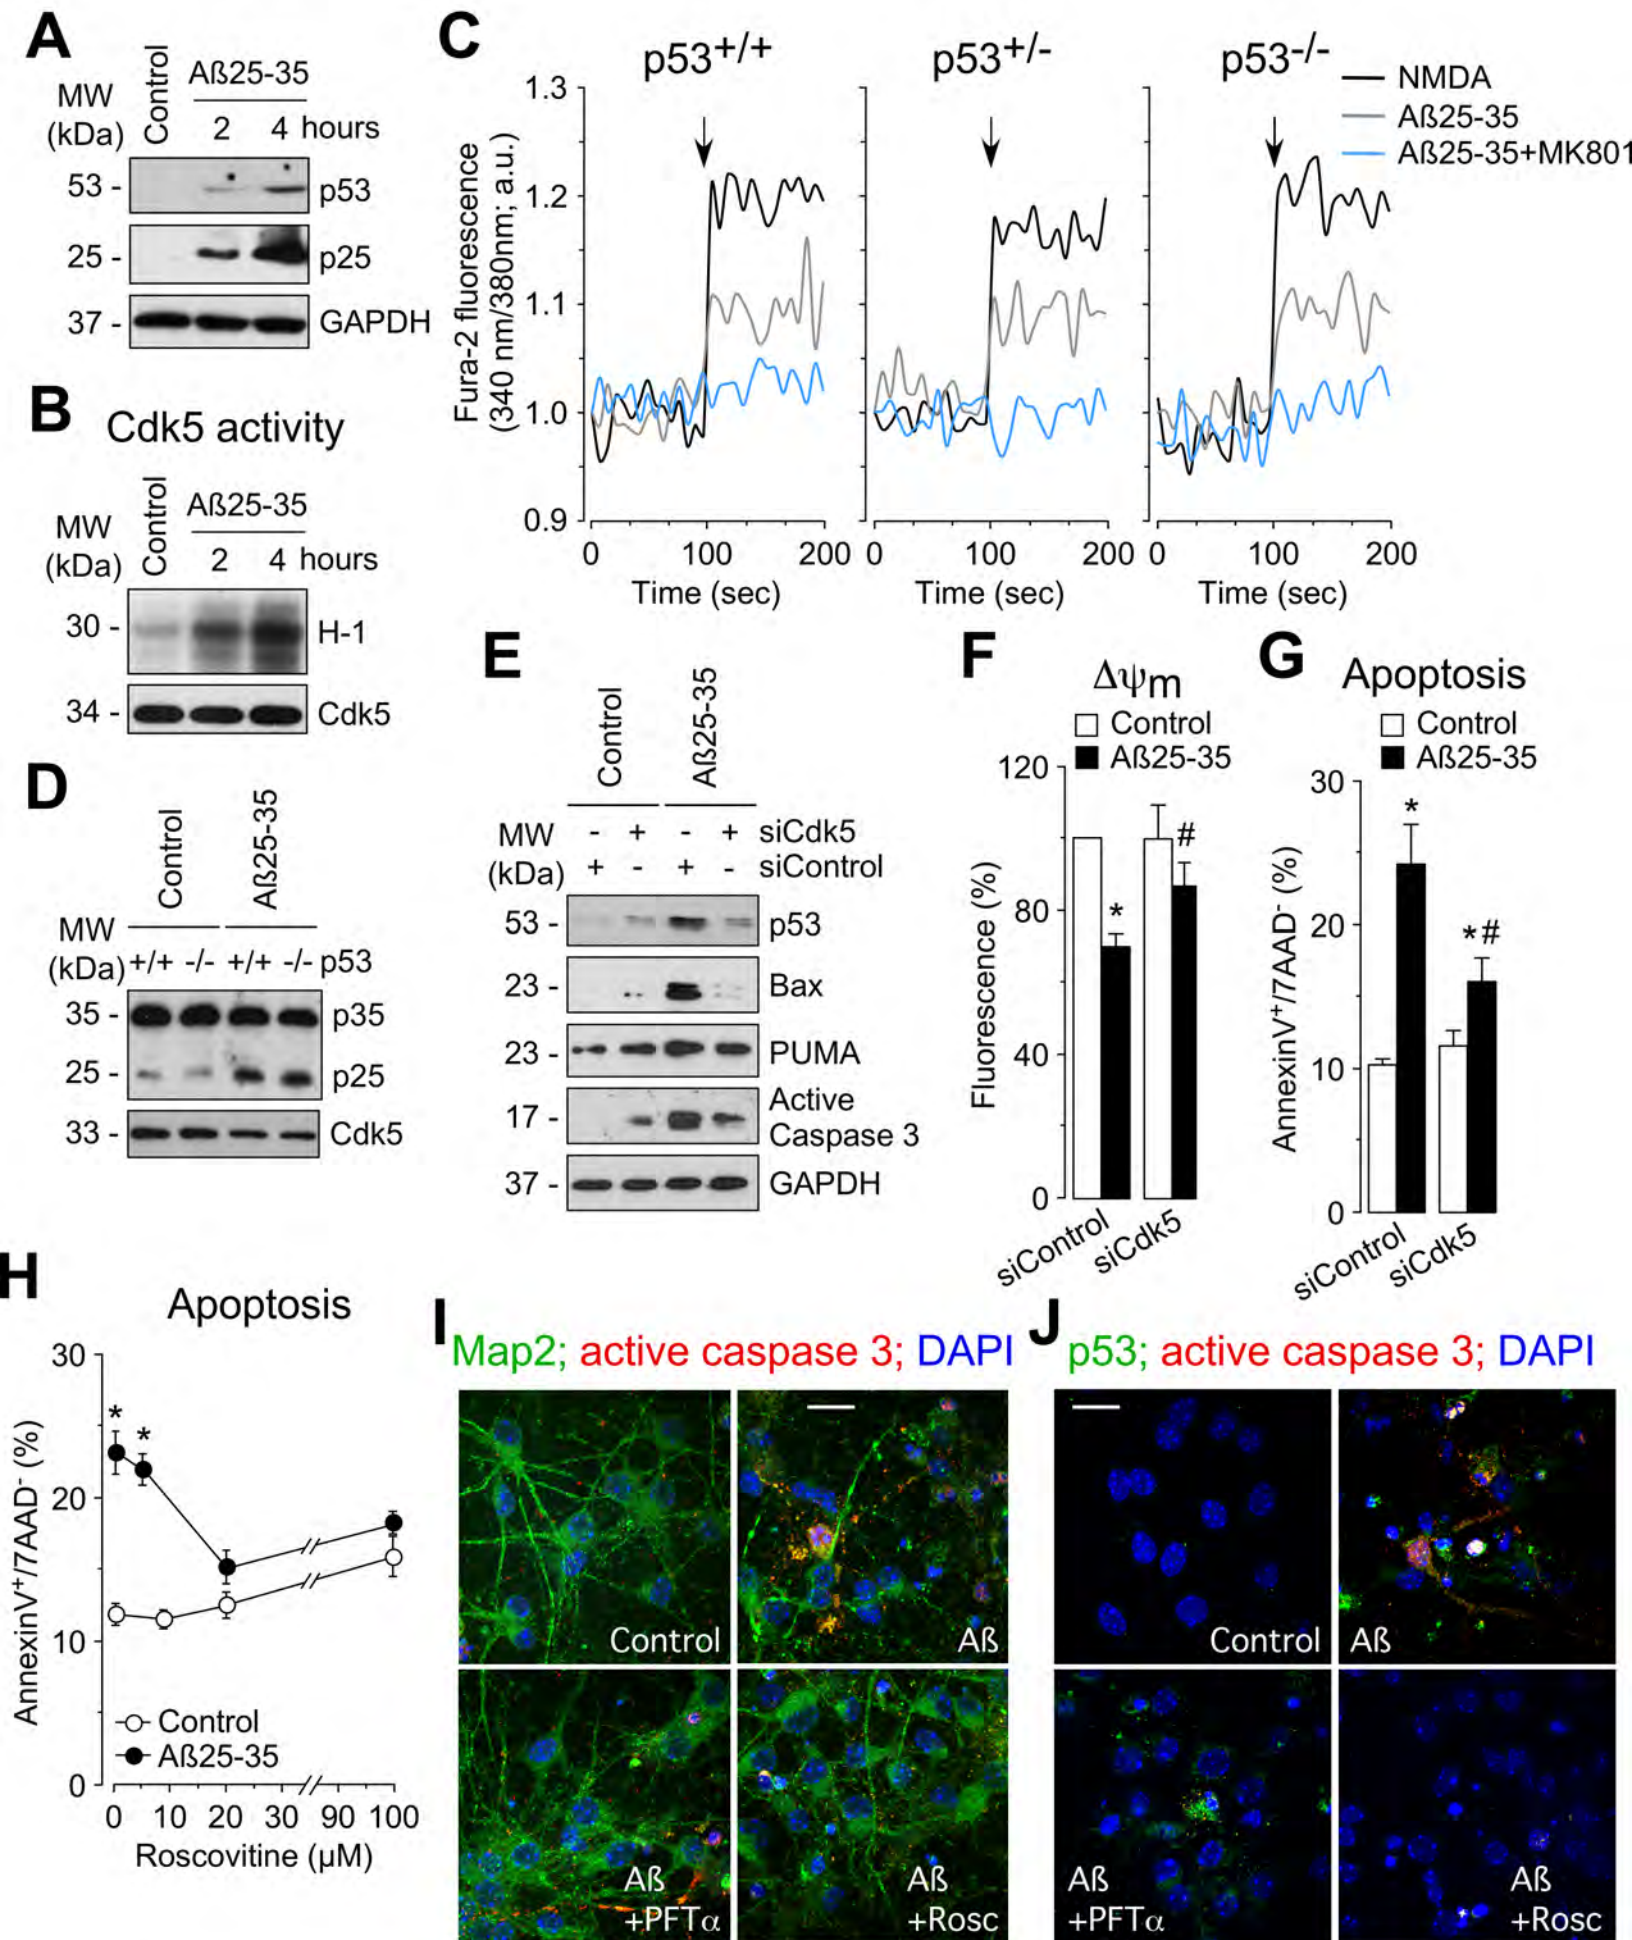 A
MW
(kDa)
Control
Aß25-35
2 4 hours
53 - p53
25 - p25
37 - GAPDH
B
Cdk5 activity
MW
(kDa)
Control
Aß25-35
2 4 hours
30 - H-1
34 - Cdk5
C
p53+/+ p53+/- p53-/-
NMDA
Aß25-35
Aß25-35+MK801
Fura-2 fluorescence
(340 nm/380nm; a.u.)
1.3
1.2
1.1
1.0
0.9
0 100 200 0 100 200 0 100 200
Time (sec) Time (sec) Time (sec)
D
Control Aß25-35
MW
(kDa) +/+ -/- +/+ -/- p53
35 - p35
25 - p25
33 - Cdk5
E
Control Aß25-35
MW - + - + siCdk5
(kDa) + - + - siControl
53 - p53
23 - Bax
23 - PUMA
17 - Active
Caspase 3
37 - GAPDH
F
Δψm
Control
Aß25-35
Fluorescence (%)
120
80
40
0
*
#
siControl siCdk5
G
Apoptosis
Control
Aß25-35
AnnexinV+/7AAD- (%)
30
20
10
0
*
*#
siControl siCdk5
H
Apoptosis
AnnexinV+/7AAD- (%)
30
20
10
0
* *
Control
Aß25-35
0 10 20 30 90 100
Roscovitine (µM)
I
Map2; active caspase 3; DAPI
Control
Aß
Aß
+PFTα
Aß
+Rosc
J
p53; active caspase 3; DAPI
Control
Aß
Aß
+PFTα
Aß
+Rosc